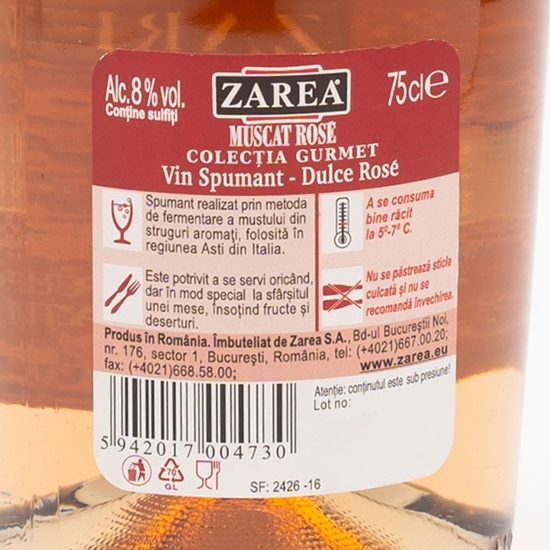 Alc. 8 % vol.
Conține sulfiți
ZAREA
75cl e
MUSCAT ROSÉ
COLECȚIA GURMET
Vin Spumant - Dulce Rosé
Spumant realizat prin metoda
de fermentare a mustului din
struguri aromați, folosită în
regiunea Asti din Italia.
A se consuma
bine răcit
la 5º-7º C.
Este potrivit a se servi oricând,
dar în mod special la sfârșitul
unei mese, însoțind fructe și
deserturi.
Nu se păstrează sticla
culcată și nu se
recomandă învechirea.
Produs în România. Îmbuteliat de Zarea S.A., Bd-ul Bucureștii Noi,
nr. 176, sector 1, București, România, tel: (+4021)667.00.20;
fax: (+4021)668.58.00;
www.zarea.eu
Atenție: conținutul este sub presiune!
Lot no:
5 942017 004730
70
GL
SF: 2426 -16